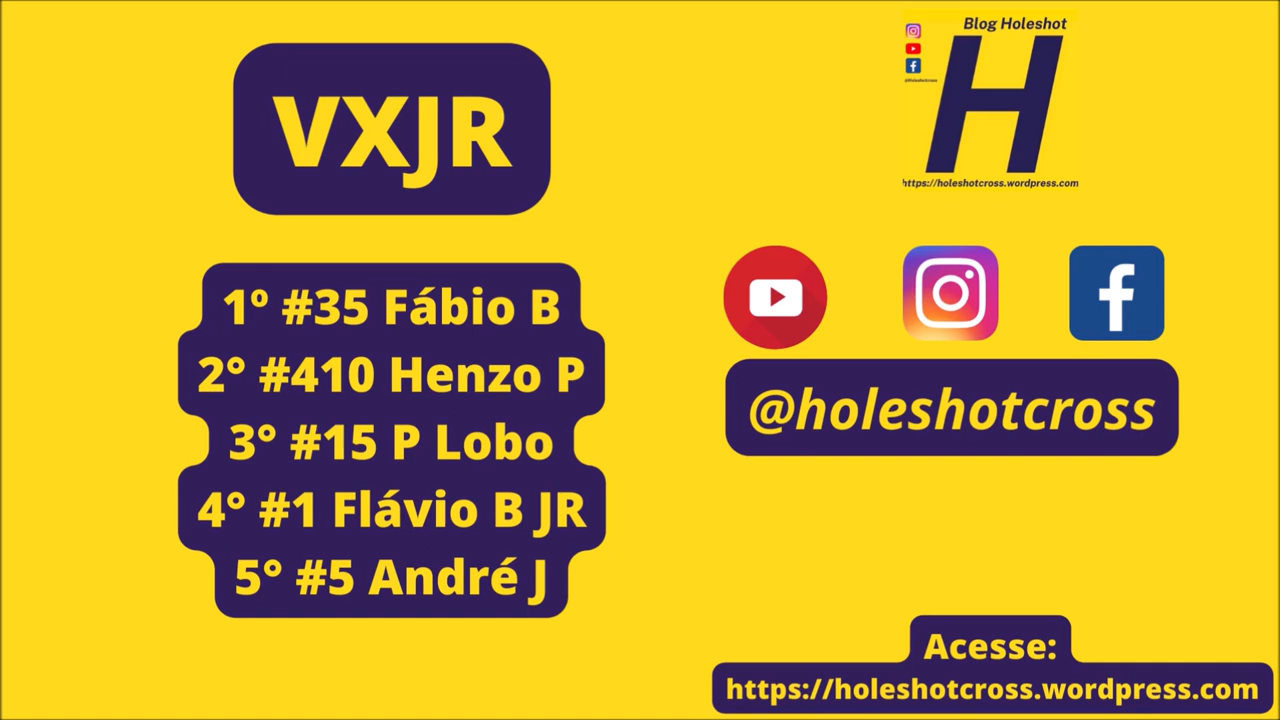 VXJR
1º #35 Fábio B
2° #410 Henzo P
3° #15 P Lobo
4° #1 Flávio B JR
5° #5 André J
Blog Holeshot
H
https://holeshotcross.wordpress.com
@holeshotcross
Acesse:
https://holeshotcross.wordpress.com